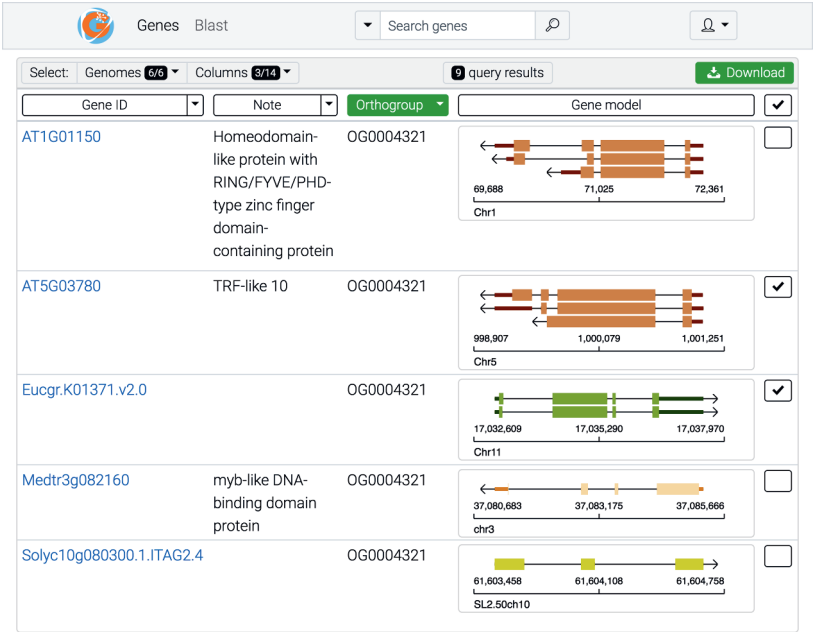 Genes Blast Search genes
Select: Genomes 6/6 Columns 3/14 9 query results Download
Gene ID Note Orthogroup Gene model
AT1G01150 Homeodomain- OG0004321
like protein with
RING/FYVE/PHD-
type zinc finger
domain-
containing protein
69,688 71,025 72,361
Chr1
AT5G03780 TRF-like 10 OG0004321
998,907 1,000,079 1,001,251
Chr5
Eucgr.K01371.v2.0 OG0004321
17,032,609 17,035,290 17,037,970
Chr11
Medtr3g082160 myb-like DNA- OG0004321
binding domain
protein
37,080,683 37,083,175 37,085,666
chr3
Solyc10g080300.1.ITAG2.4 OG0004321
61,603,458 61,604,108 61,604,758
SL2.50ch10